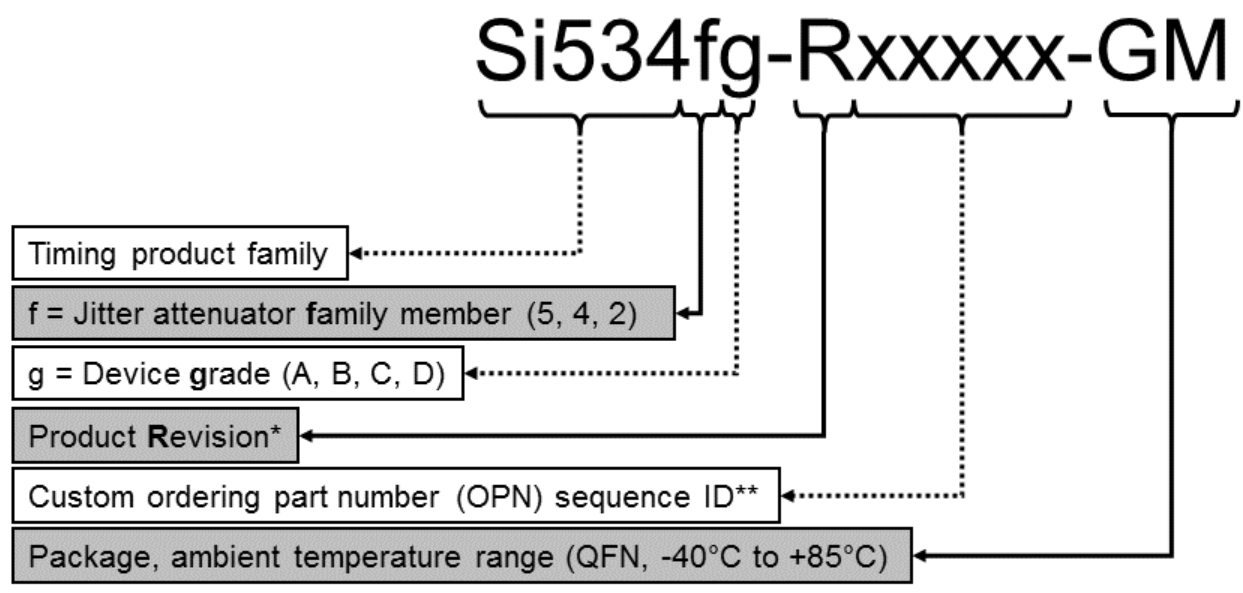 Si534fg-Rxxxxx-GM
Timing product family
f = Jitter attenuator family member (5, 4, 2)
g = Device grade (A, B, C, D)
Product Revision*
Custom ordering part number (OPN) sequence ID**
Package, ambient temperature range (QFN, -40°C to +85°C)